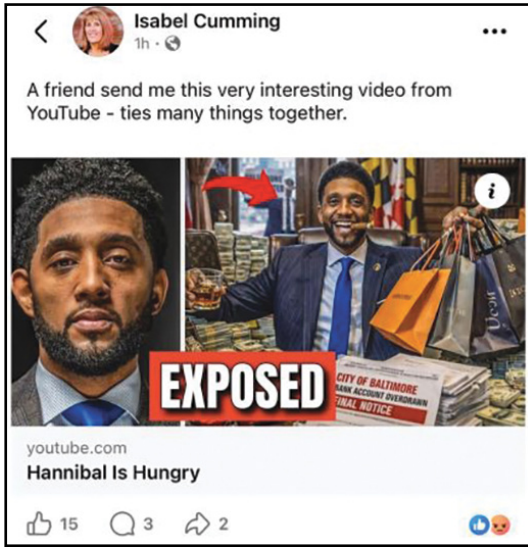 Isabel Cumming
1h
A friend send me this very interesting video from
YouTube - ties many things together.
i
EXPOSED
CITY OF BALTIMORE
BANK ACCOUNT OVERDRAWN
FINAL NOTICE
youtube.com
Hannibal Is Hungry
15 3 2